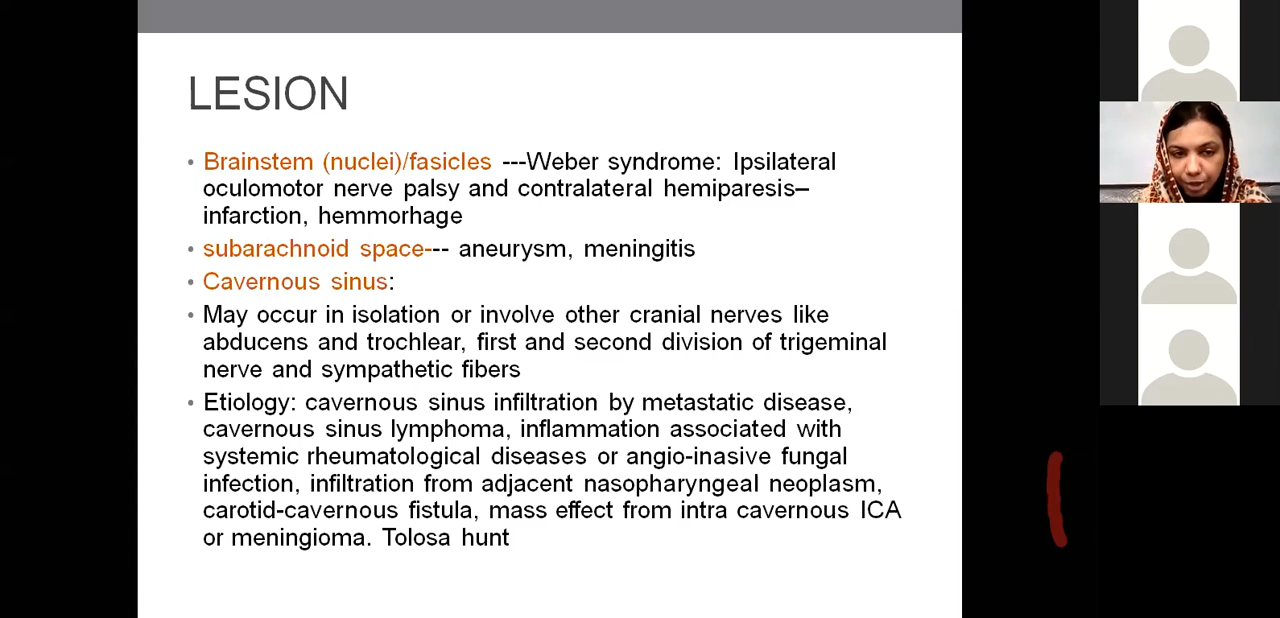 LESION
• Brainstem (nuclei)/fasicles ---Weber syndrome: Ipsilateral
oculomotor nerve palsy and contralateral hemiparesis–
infarction, hemmorhage
• subarachnoid space--- aneurysm, meningitis
• Cavernous sinus:
• May occur in isolation or involve other cranial nerves like
abducens and trochlear, first and second division of trigeminal
nerve and sympathetic fibers
• Etiology: cavernous sinus infiltration by metastatic disease,
cavernous sinus lymphoma, inflammation associated with
systemic rheumatological diseases or angio-inasive fungal
infection, infiltration from adjacent nasopharyngeal neoplasm,
carotid-cavernous fistula, mass effect from intra cavernous ICA
or meningioma. Tolosa hunt